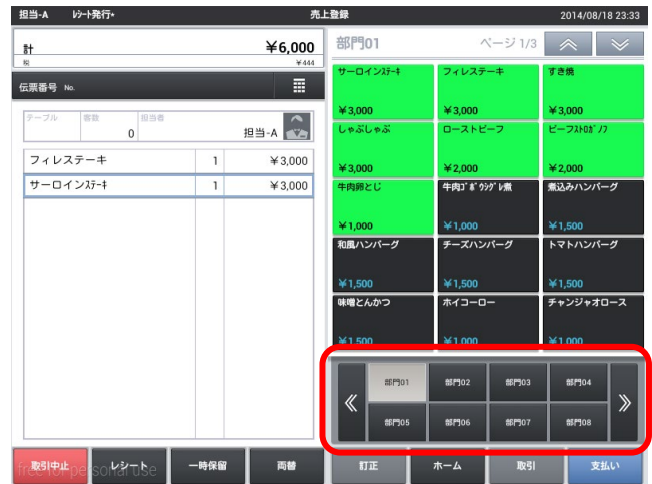 担当-A レシート発行* 売上登録 2014/08/18 23:33
計 ¥6,000
税 ¥444
伝票番号 No.
テーブル 客数 担当者
0 担当-A
フィレステーキ 1 ¥3,000
サーロインステーキ 1 ¥3,000
部門01 ページ 1/3
サーロインステーキ フィレステーキ すき焼
¥3,000 ¥3,000 ¥3,000
しゃぶしゃぶ ローストビーフ ビーフストロガノフ
¥3,000 ¥2,000 ¥2,000
牛肉卵とじ 牛肉ゴボウシグレ煮 煮込みハンバーグ
¥1,000 ¥1,000 ¥1,500
和風ハンバーグ チーズハンバーグ トマトハンバーグ
¥1,500 ¥1,500 ¥1,500
味噌とんかつ ホイコーロー チャンジャオロース
¥1,500 ¥1,000 ¥1,000
部門01 部門02 部門03 部門04
部門05 部門06 部門07 部門08
取引中止 レシート 一時保留 両替 訂正 ホーム 取引 支払い
free for personal use